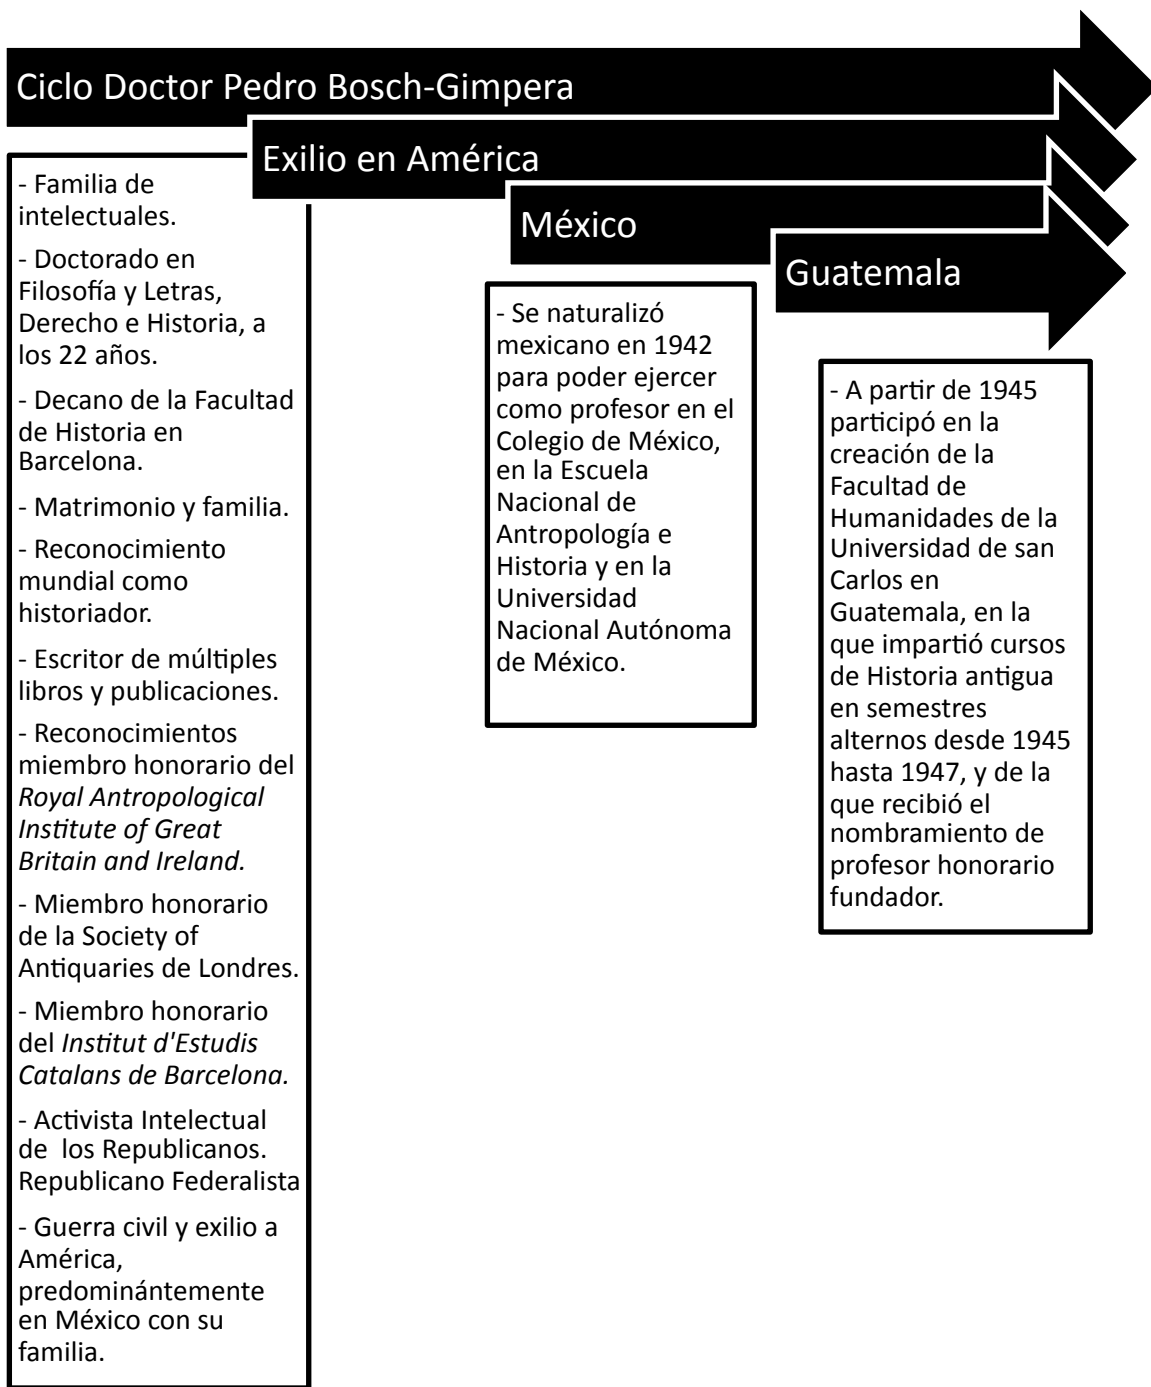 Ciclo Doctor Pedro Bosch-Gimpera
Exilio en América
México
Guatemala
- Familia de
intelectuales.
- Doctorado en
Filosofía y Letras,
Derecho e Historia, a
los 22 años.
- Decano de la Facultad
de Historia en
Barcelona.
- Matrimonio y familia.
- Reconocimiento
mundial como
historiador.
- Escritor de múltiples
libros y publicaciones.
- Reconocimientos
miembro honorario del
Royal Antropological
Institute of Great
Britain and Ireland.
- Miembro honorario
de la Society of
Antiquaries de Londres.
- Miembro honorario
del Institut d'Estudis
Catalans de Barcelona.
- Activista Intelectual
de  los Republicanos.
Republicano Federalista
- Guerra civil y exilio a
América,
predominántemente
en México con su
familia.
- Se naturalizó
mexicano en 1942
para poder ejercer
como profesor en el
Colegio de México,
en la Escuela
Nacional de
Antropología e
Historia y en la
Universidad
Nacional Autónoma
de México.
- A partir de 1945
participó en la
creación de la
Facultad de
Humanidades de la
Universidad de san
Carlos en
Guatemala, en la
que impartió cursos
de Historia antigua
en semestres
alternos desde 1945
hasta 1947, y de la
que recibió el
nombramiento de
profesor honorario
fundador.